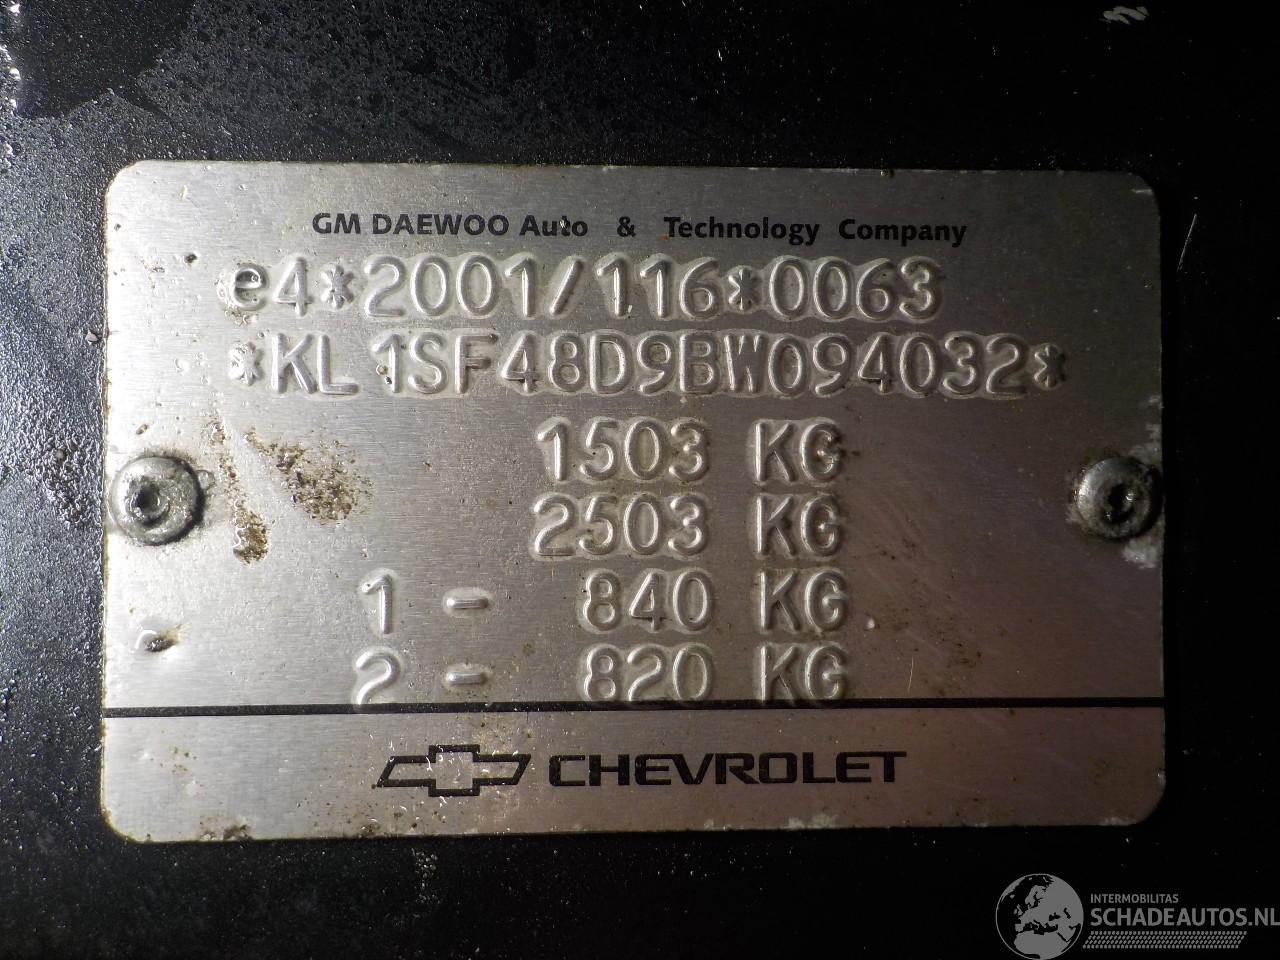 GM DAEWOO Auto & Technology Company
e4*2001/116*0063
*KL1SF48D9BW094032*
1503 KG
2503 KG
1 - 840 KG
2 - 820 KG
CHEVROLET
INTERMOBILITAS
SCHADEAUTOS.NL